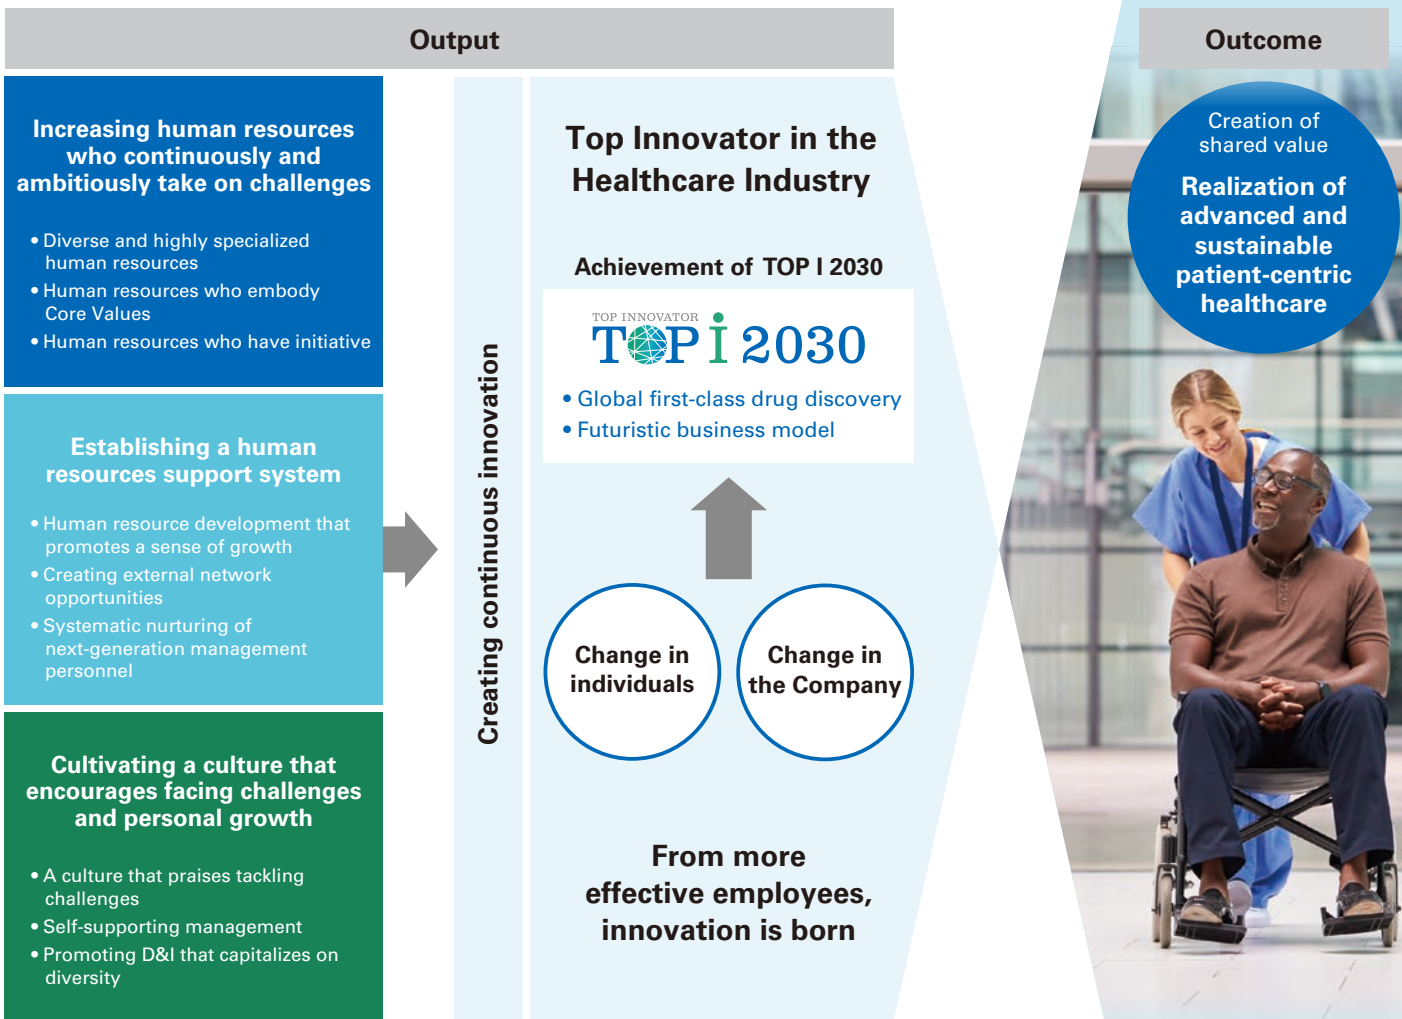 Output
Increasing human resources
who continuously and
ambitiously take on challenges
• Diverse and highly specialized
human resources
• Human resources who embody
Core Values
• Human resources who have initiative
Establishing a human
resources support system
• Human resource development that
promotes a sense of growth
• Creating external network
opportunities
• Systematic nurturing of
next-generation management
personnel
Cultivating a culture that
encourages facing challenges
and personal growth
• A culture that praises tackling
challenges
• Self-supporting management
• Promoting D&I that capitalizes on
diversity
Creating continuous innovation
Top Innovator in the
Healthcare Industry
Achievement of TOP I 2030
TOP INNOVATOR
TOP i 2030
• Global first-class drug discovery
• Futuristic business model
Change in
individuals
Change in
the Company
From more
effective employees,
innovation is born
Outcome
Creation of
shared value
Realization of
advanced and
sustainable
patient-centric
healthcare